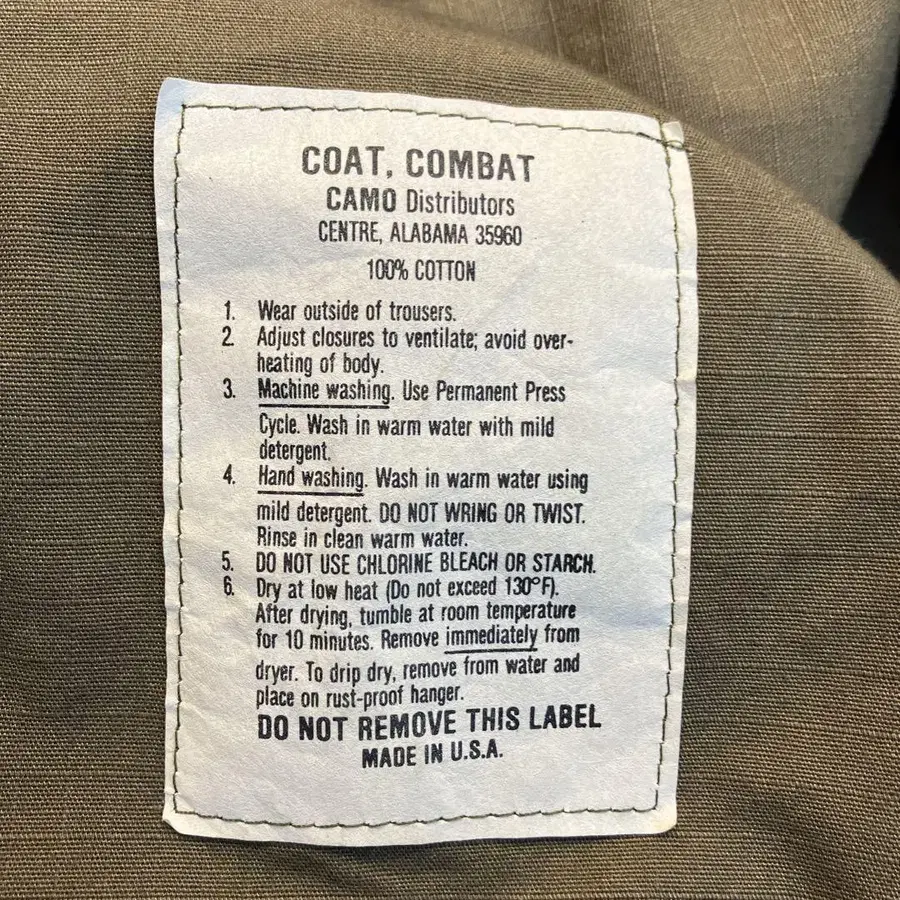 COAT, COMBAT
CAMO Distributors
CENTRE, ALABAMA 35960
100% COTTON
1. Wear outside of trousers.
2. Adjust closures to ventilate; avoid over-
heating of body.
3. Machine washing. Use Permanent Press
Cycle. Wash in warm water with mild
detergent.
4. Hand washing. Wash in warm water using
mild detergent. DO NOT WRING OR TWIST.
Rinse in clean warm water.
5. DO NOT USE CHLORINE BLEACH OR STARCH.
6. Dry at low heat (Do not exceed 130°F).
After drying, tumble at room temperature
for 10 minutes. Remove immediately from
dryer. To drip dry, remove from water and
place on rust-proof hanger.
DO NOT REMOVE THIS LABEL
MADE IN U.S.A.